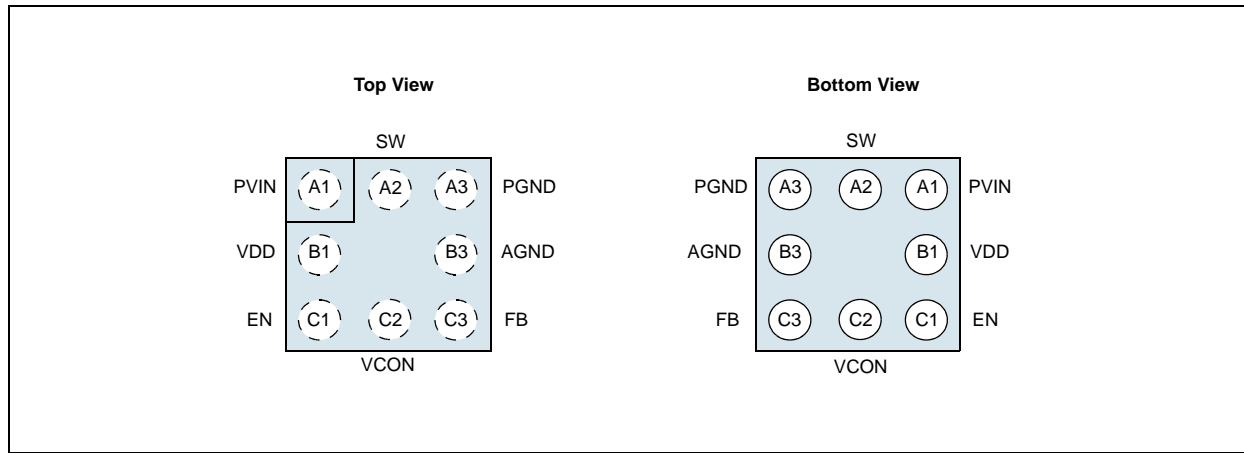 Top View
Bottom View
SW
SW
PVIN A1 A2 A3 PGND
PGND A3 A2 A1 PVIN
VDD B1 B3 AGND
AGND B3 B1 VDD
EN C1 C2 C3 FB
FB C3 C2 C1 EN
VCON
VCON